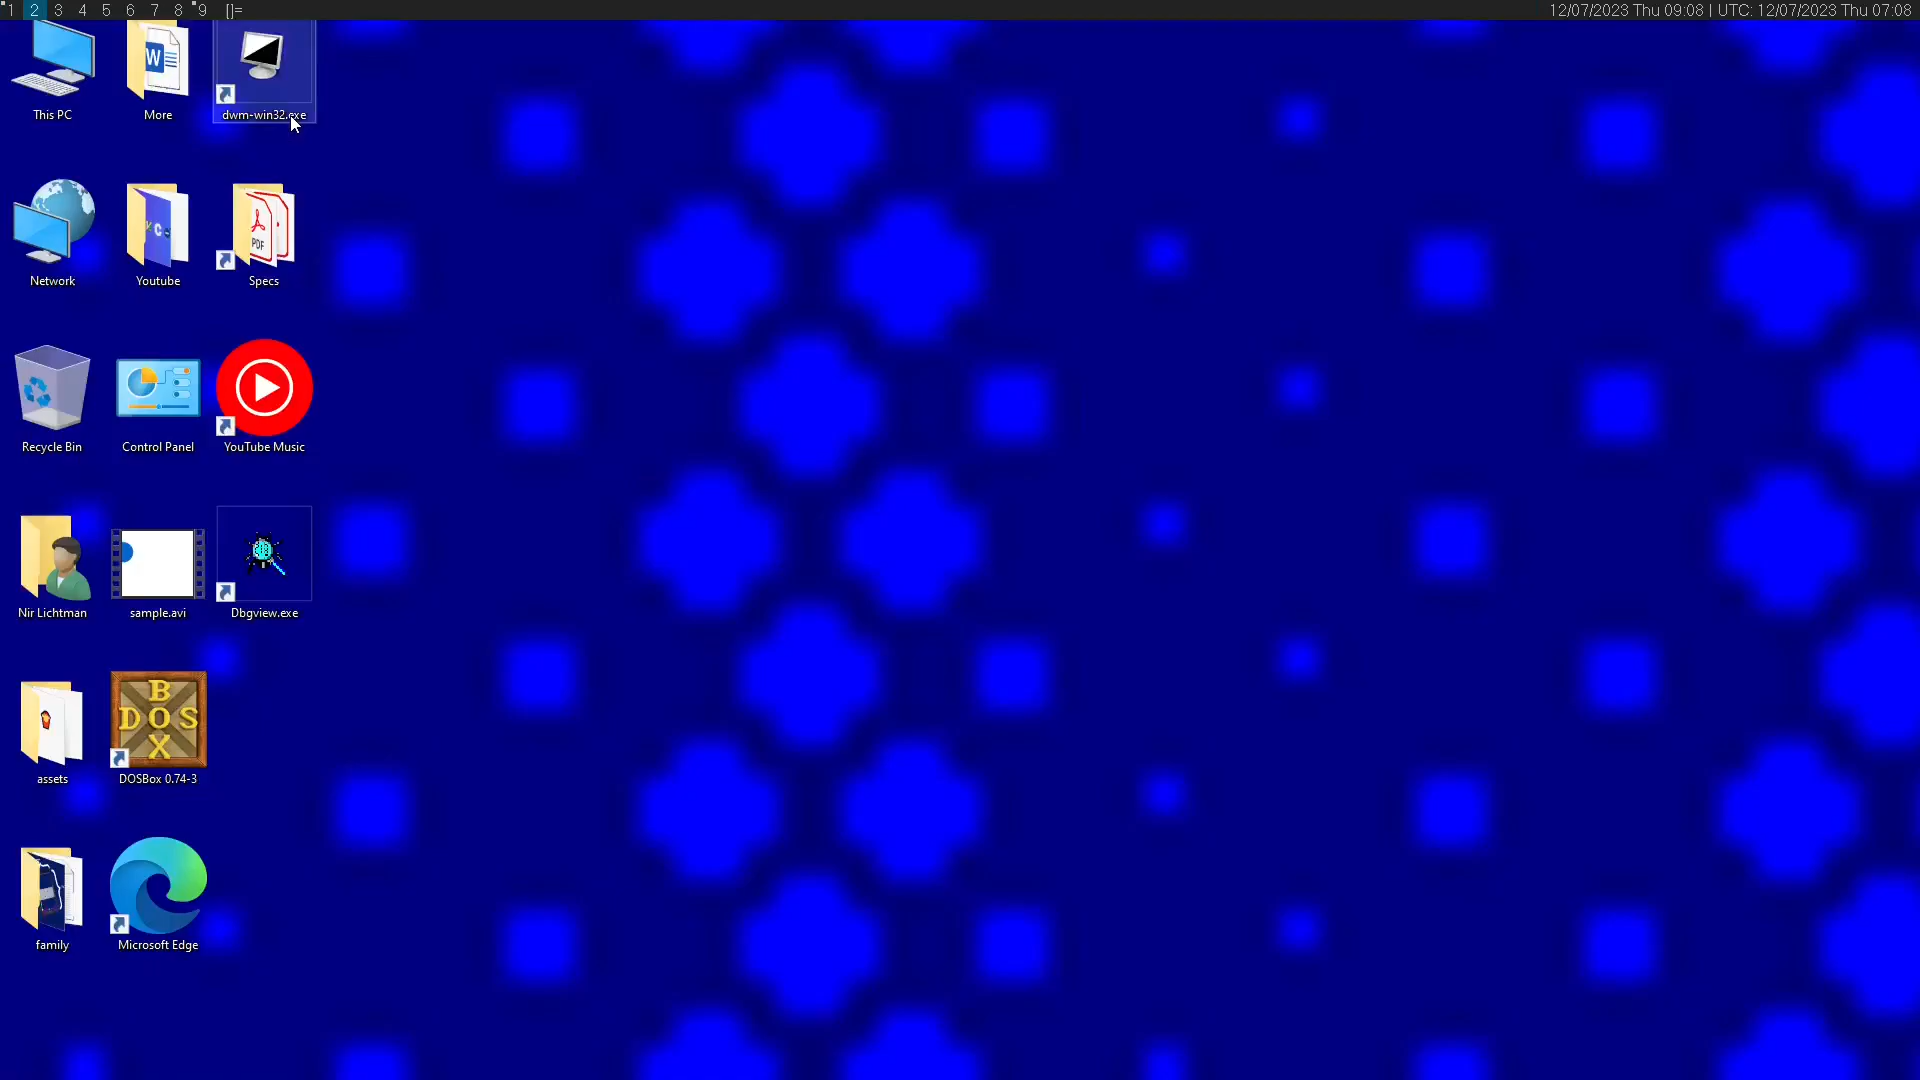 1 2 3 4 5 6 7 8 9 []= 12/07/2023 Thu 09:08 | UTC: 12/07/2023 Thu 07:08
This PC More dwm-win32.exe
Network Youtube Specs
PDF
Recycle Bin Control Panel YouTube Music
Nir Lichtman sample.avi Dbgview.exe
B
DOS
X
assets DOSBox 0.74-3
family Microsoft Edge